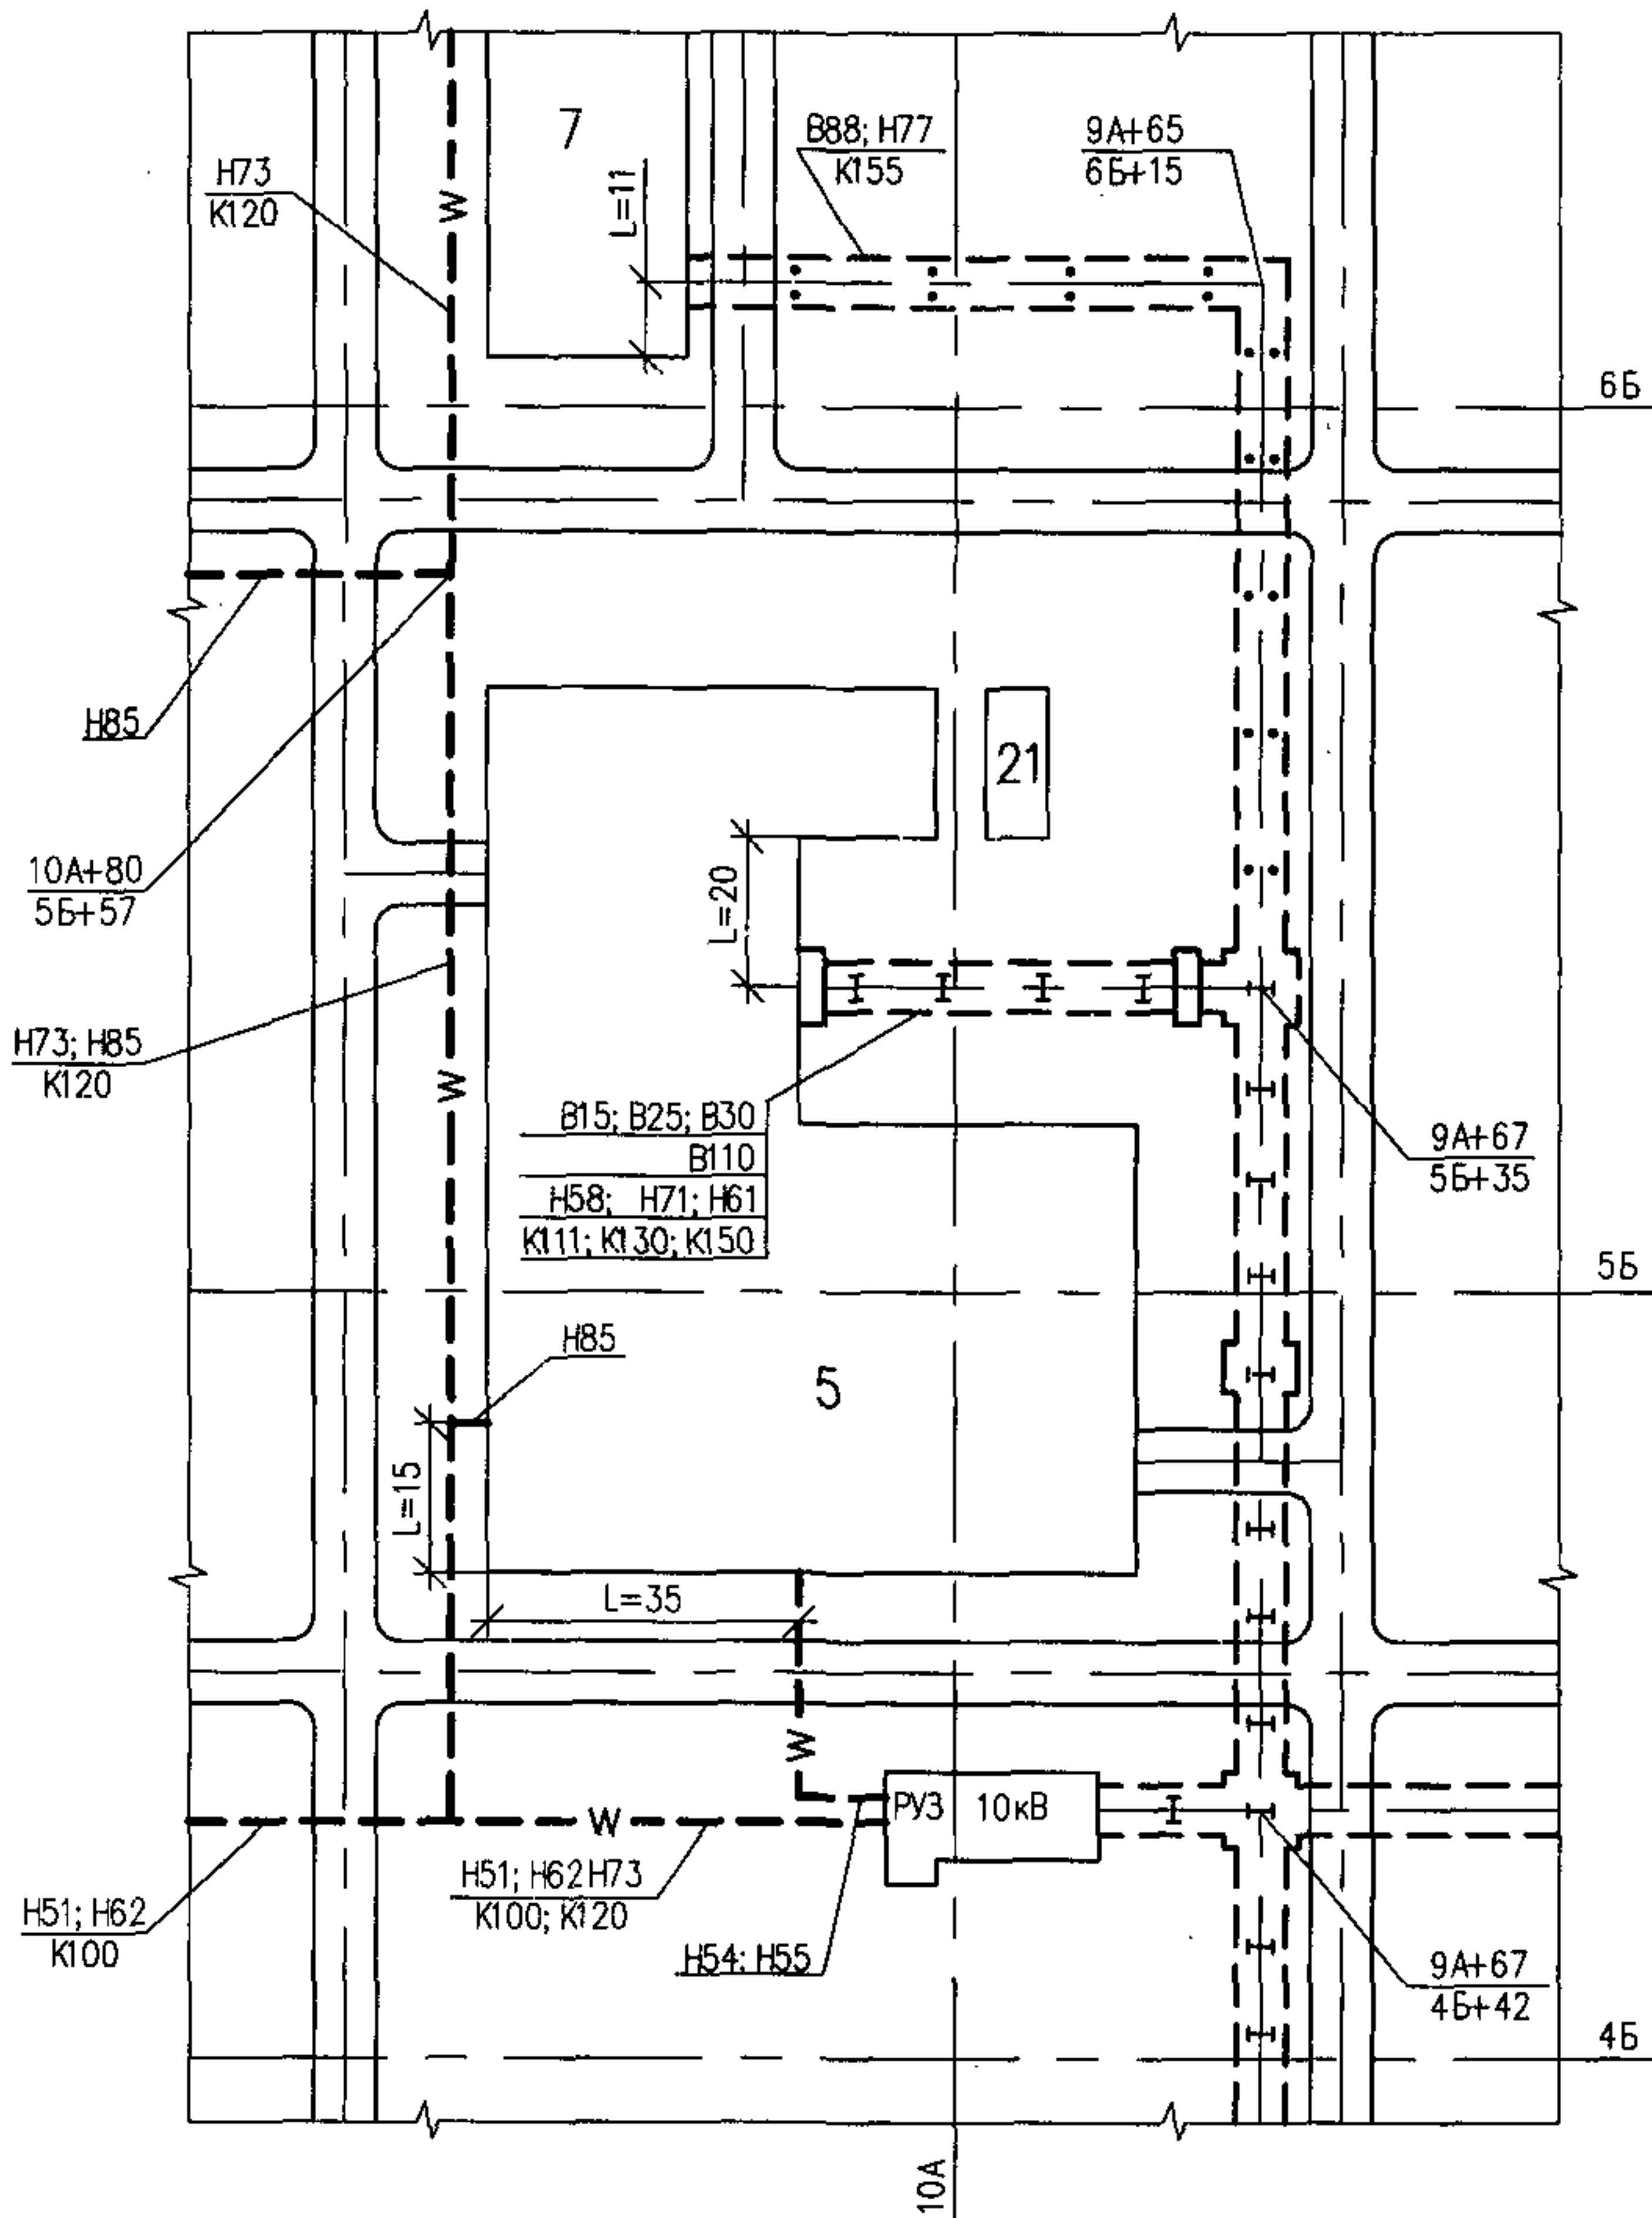 7
В88; Н77
К155
9А+65
6Б+15
Н73
К120
W
L=11
6Б
Н85
21
10А+80
5Б+57
L=20
Н73; Н85
К120
W
В15; В25; В30
В110
Н58; Н71; Н61
К111; К130; К150
9А+67
5Б+35
5Б
Н85
5
L=15
L=35
W
РУ3 10кВ
W
Н51; Н62 Н73
К100; К120
Н51; Н62
К100
Н54; Н55
9А+67
4Б+42
4Б
10А